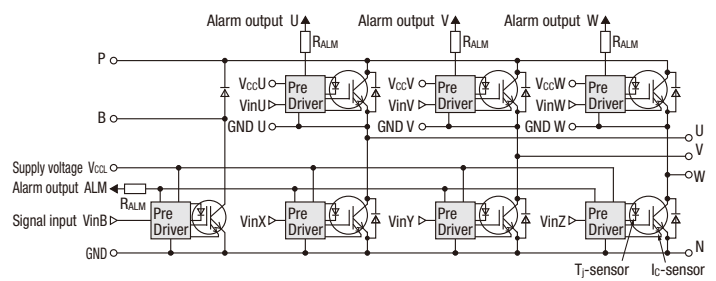 Alarm output U
Alarm output V
Alarm output W
RALM
RALM
RALM
P
VCCU
Pre Driver
VCCV
Pre Driver
VCCW
Pre Driver
VinU
VinV
VinW
B
GND U
GND V
GND W
U
V
W
Supply voltage VCCL
Alarm output ALM
RALM
Signal input VinB
Pre Driver
VinX
Pre Driver
VinY
Pre Driver
VinZ
Pre Driver
GND
N
Tj-sensor
IC-sensor